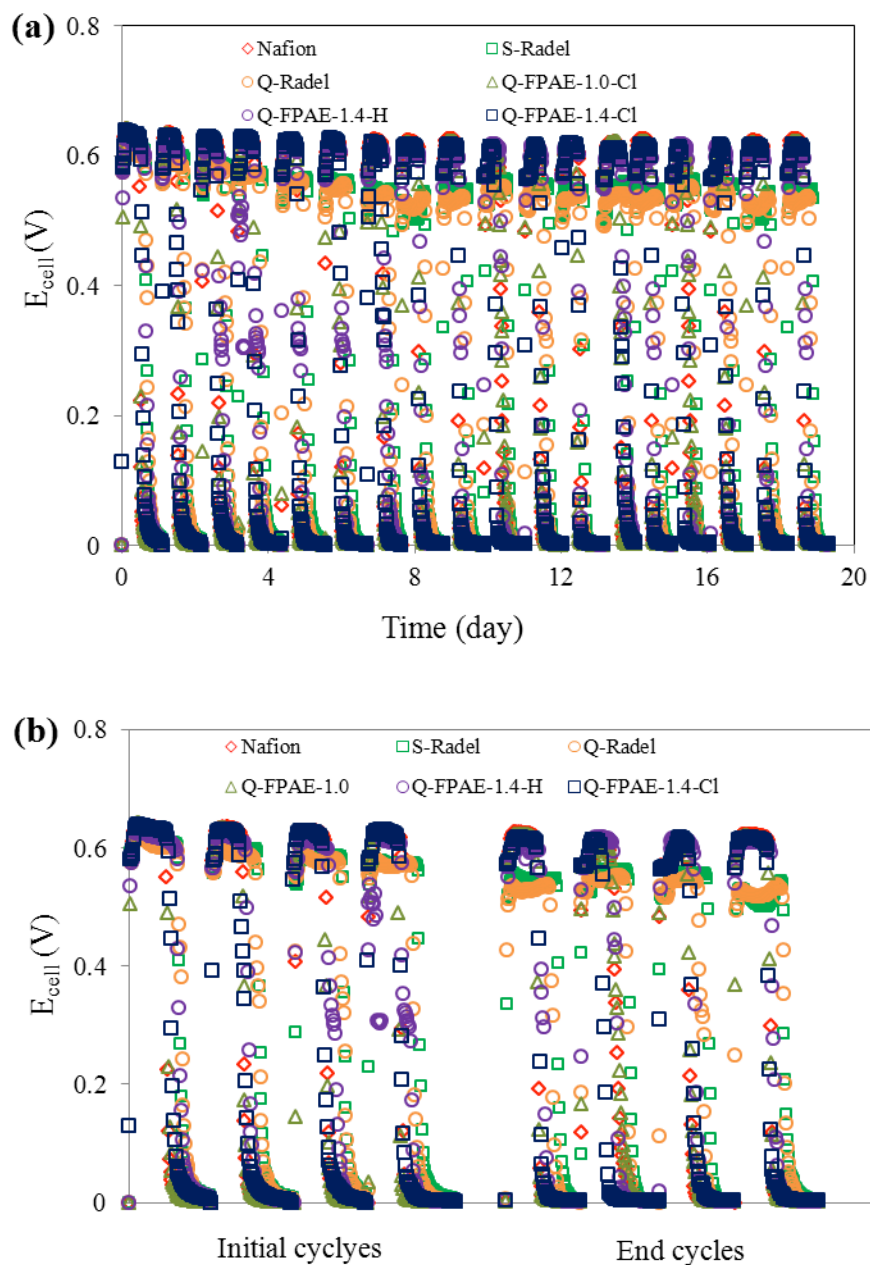 (a)
0.8
Nafion S-Radel
Q-Radel Q-FPAE-1.0-Cl
Q-FPAE-1.4-H Q-FPAE-1.4-Cl
0.6
0.4
0.2
0
E_cell (V)
0 4 8 12 16 20
Time (day)
(b)
0.8
Nafion S-Radel Q-Radel
Q-FPAE-1.0 Q-FPAE-1.4-H Q-FPAE-1.4-Cl
0.6
0.4
0.2
0
E_cell (V)
Initial cyclyes End cycles